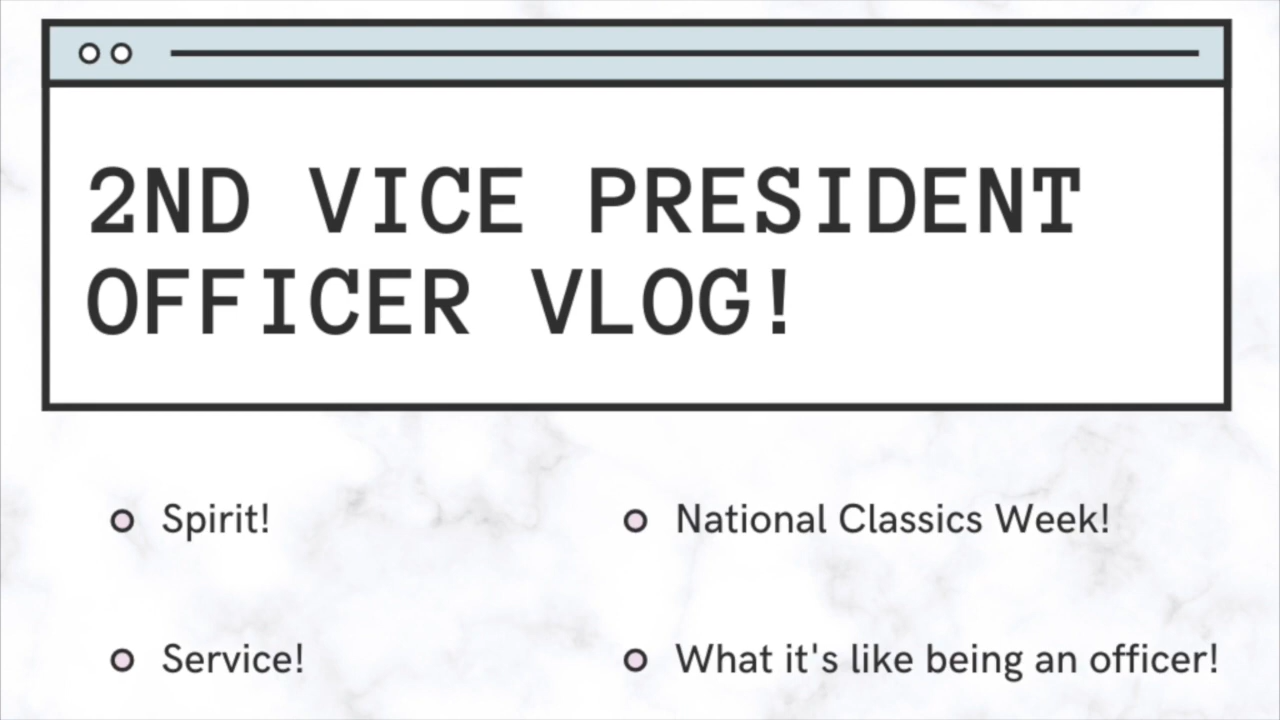 2ND VICE PRESIDENT
OFFICER VLOG!
Spirit!
National Classics Week!
Service!
What it's like being an officer!